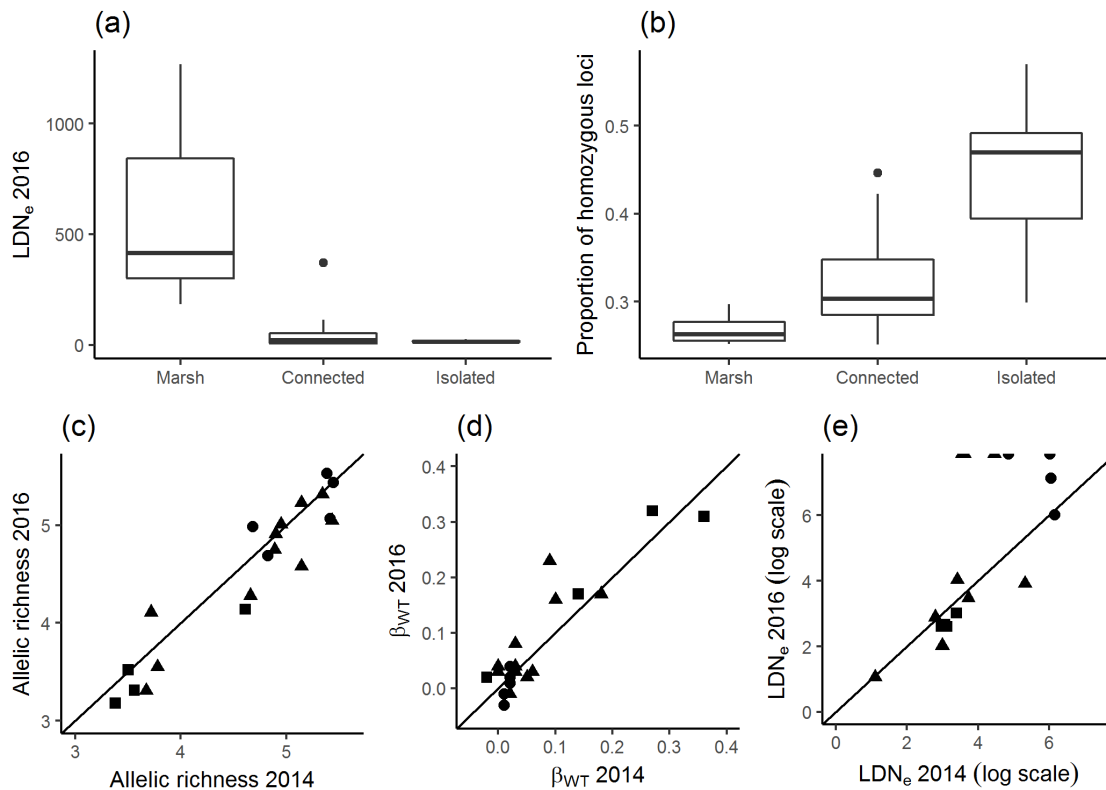 (a)
LDNe 2016
1000
500
0
Marsh Connected Isolated
(b)
Proportion of homozygous loci
0.5
0.4
0.3
Marsh Connected Isolated
(c)
Allelic richness 2016
5
4
3
3 4 5
Allelic richness 2014
(d)
βWT 2016
0.4
0.3
0.2
0.1
0.0
0.0 0.1 0.2 0.3 0.4
βWT 2014
(e)
LDNe 2016 (log scale)
6
4
2
0
0 2 4 6
LDNe 2014 (log scale)